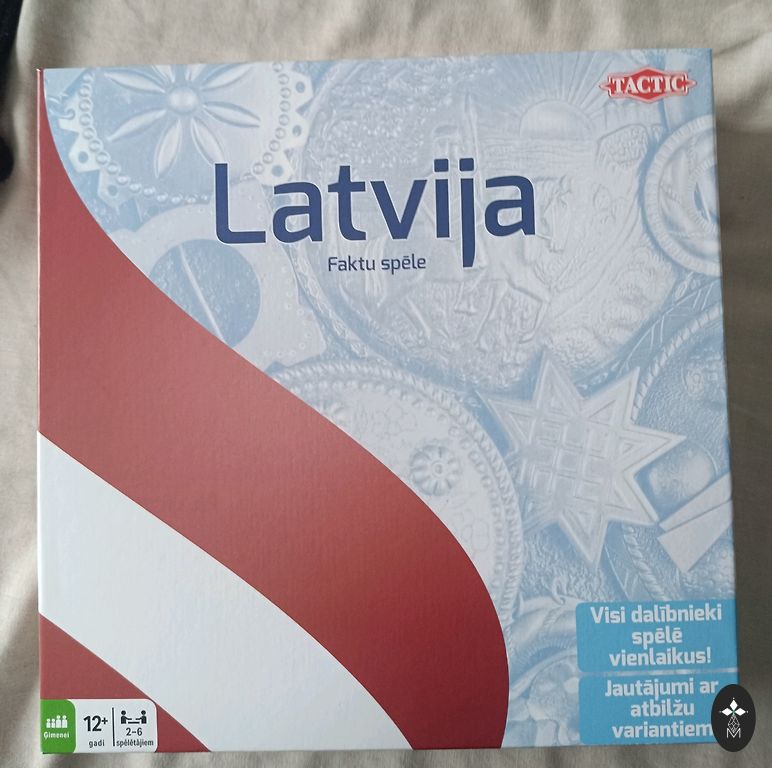 TACTIC
Latvija
Faktu spēle
Visi dalībnieki
spēlē
vienlaikus!
Jautājumi ar
atbilžu
variantiem
Ģimenei
12+
gadi
2-6
spēlētājiem
M